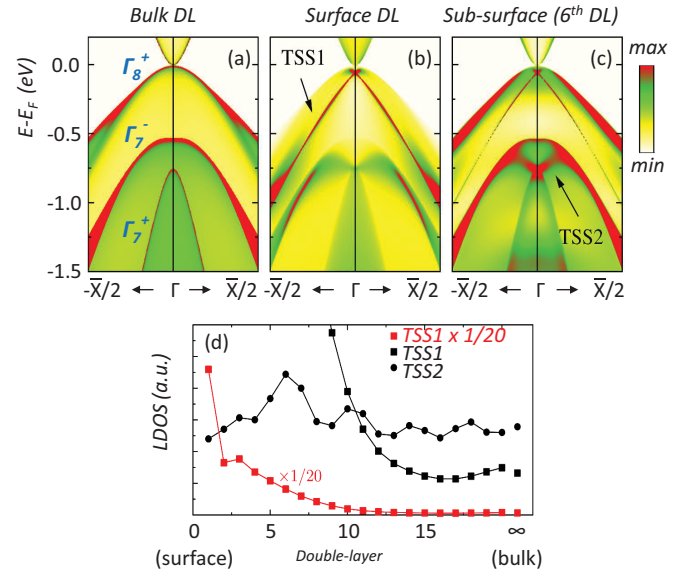 Bulk DL
Surface DL
Sub-surface (6th DL)
(a)
(b)
(c)
E-EF (eV)
0.0
-0.5
-1.0
-1.5
Γ8+
Γ7-
Γ7+
TSS1
TSS2
max
min
-X̅/2 ← Γ → X̅/2
-X̅/2 ← Γ → X̅/2
-X̅/2 ← Γ → X̅/2
(d)
TSS1 x 1/20
TSS1
TSS2
LDOS (a.u.)
×1/20
0 5 10 15 ∞
(surface) Double-layer (bulk)